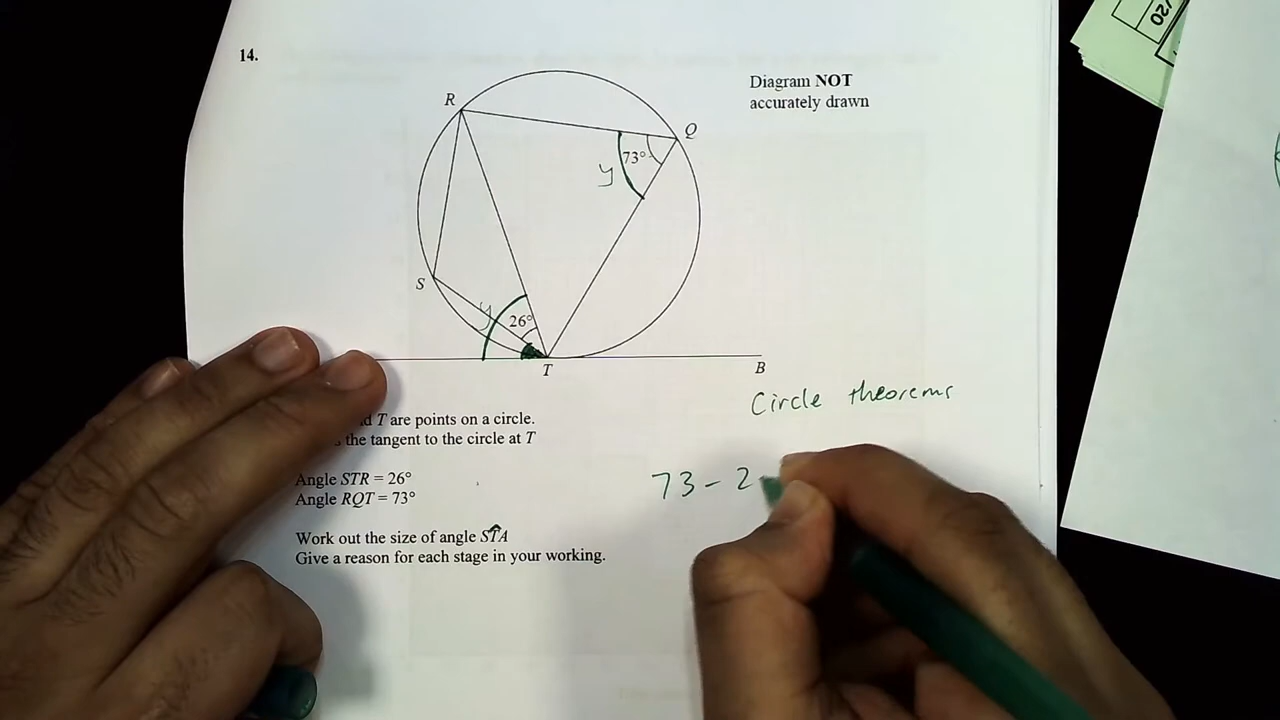 /20
14.
Diagram NOT
accurately drawn
R
Q
73°
y
S
y
26°
T
B
Circle theorems
T are points on a circle.
the tangent to the circle at T
Angle STR = 26°
Angle RQT = 73°
73 - 2
Work out the size of angle STA
Give a reason for each stage in your working.